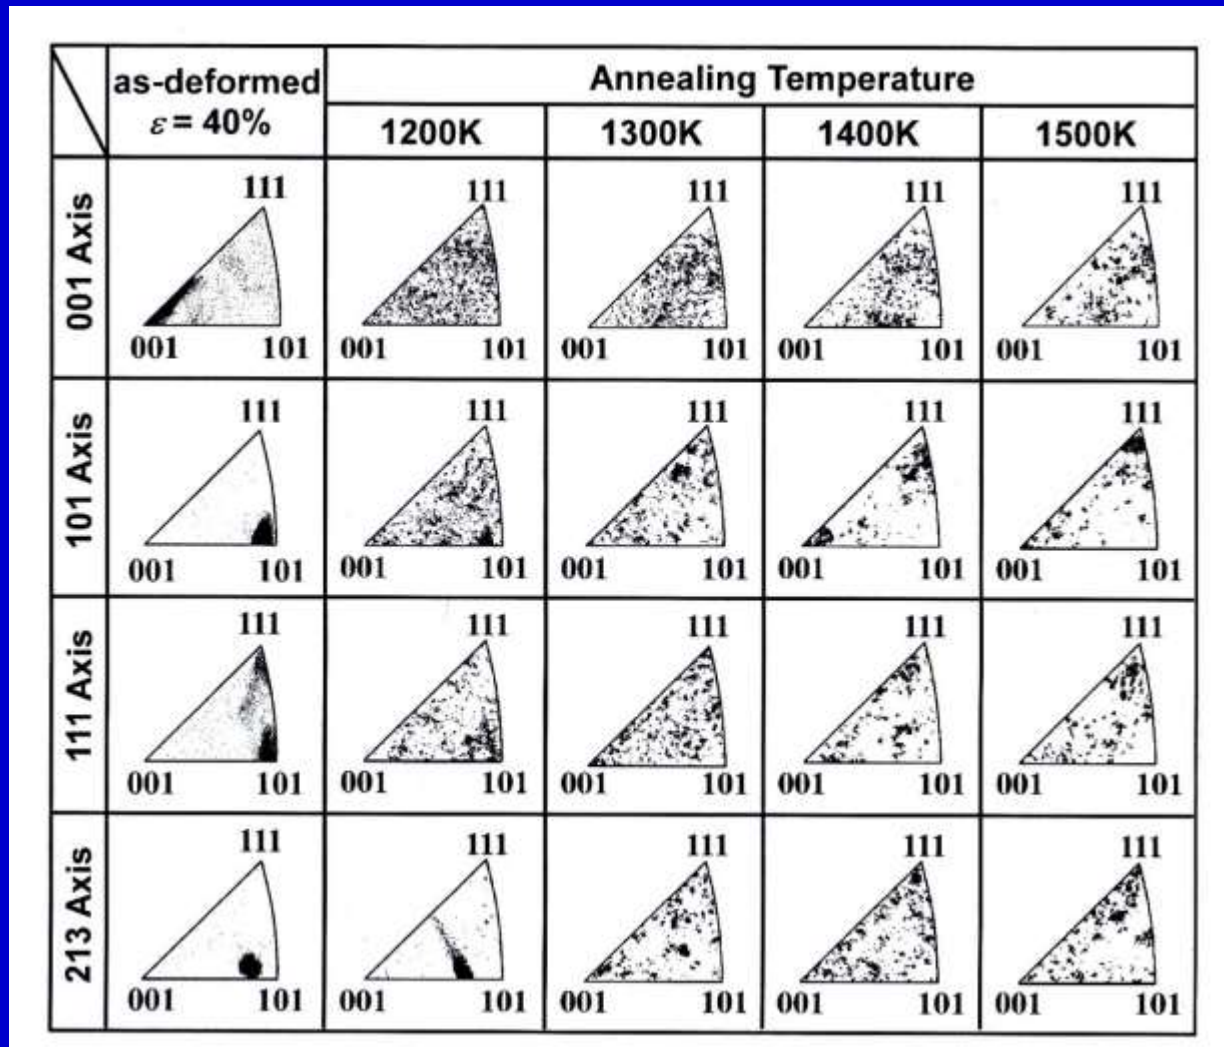 as-deformed
ε = 40%
Annealing Temperature
1200K 1300K 1400K 1500K
001 Axis
111 111 111 111 111
001 101 001 101 001 101 001 101 001 101
101 Axis
111 111 111 111 111
001 101 001 101 001 101 001 101 001 101
111 Axis
111 111 111 111 111
001 101 001 101 001 101 001 101 001 101
213 Axis
111 111 111 111 111
001 101 001 101 001 101 001 101 001 101